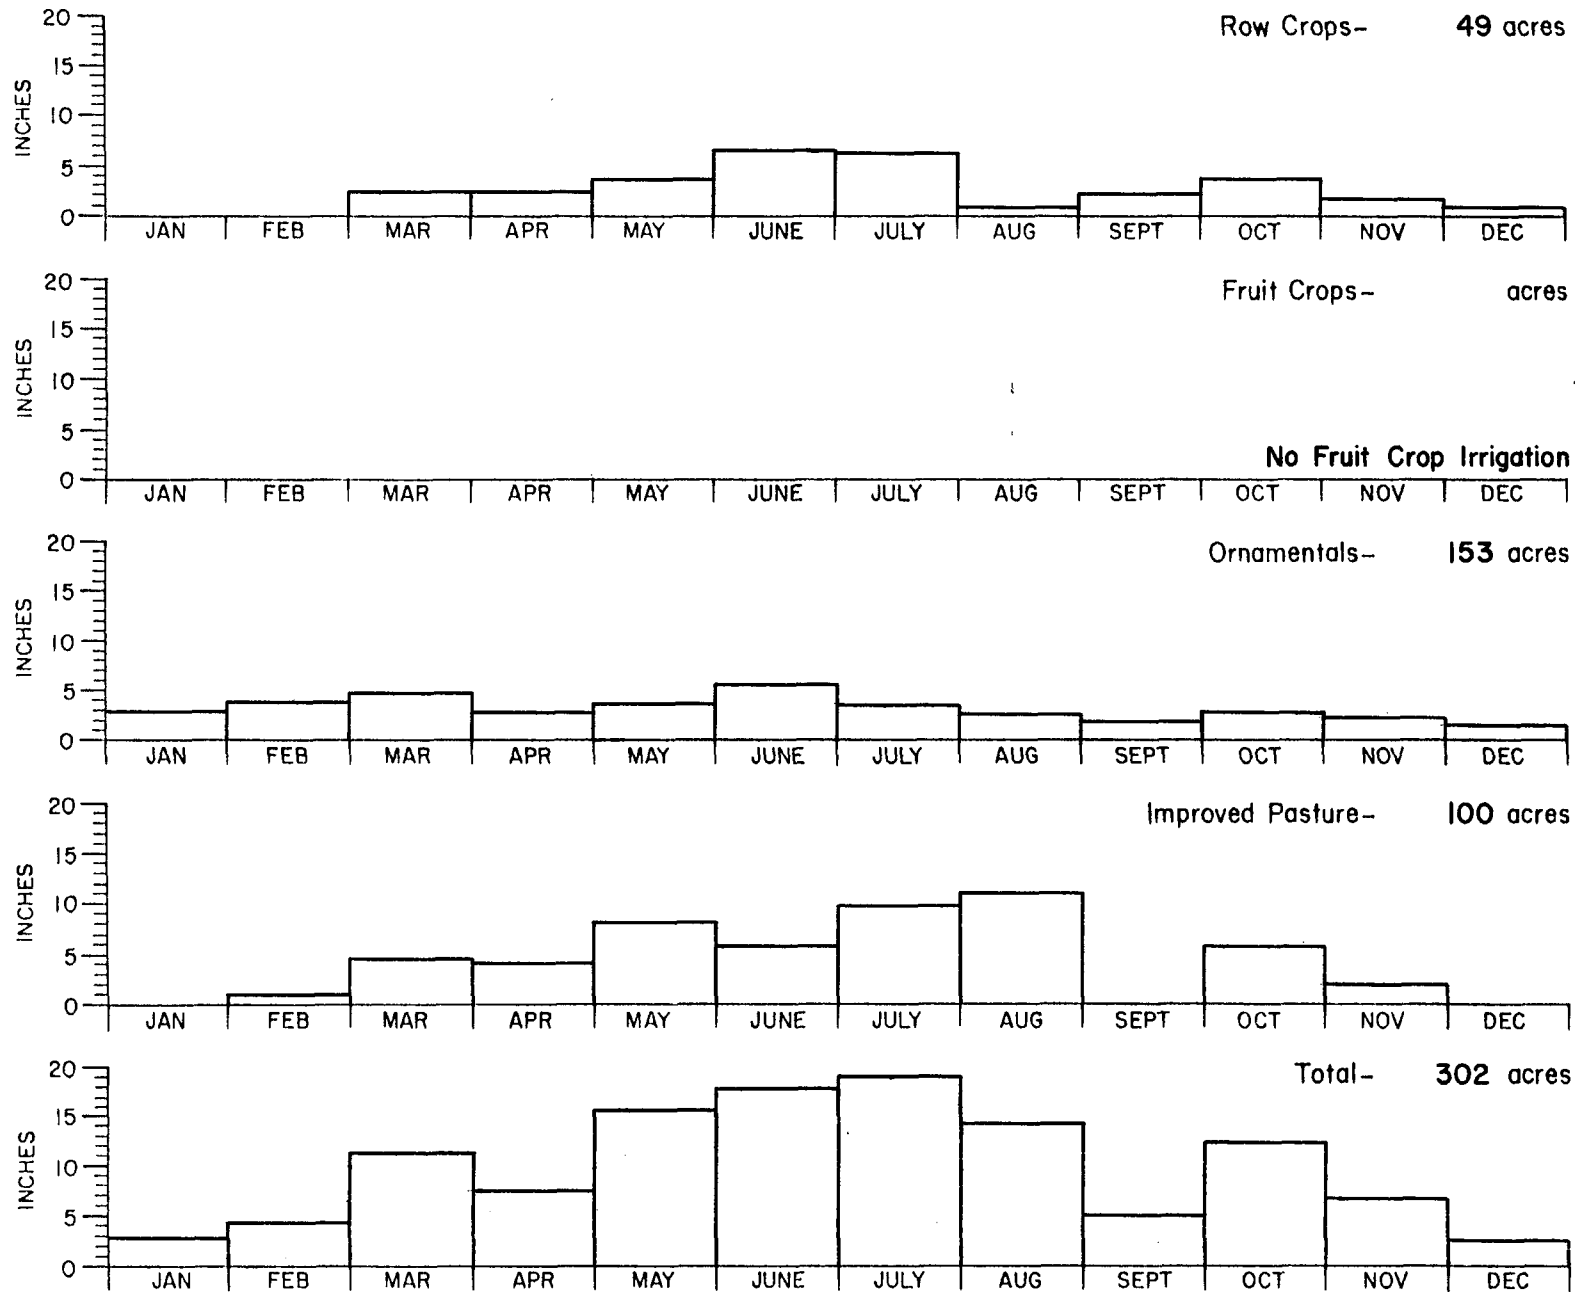 Row Crops– 49 acres
20
15
10
5
0
INCHES
JAN FEB MAR APR MAY JUNE JULY AUG SEPT OCT NOV DEC
Fruit Crops– acres
20
15
10
5
0
INCHES
No Fruit Crop Irrigation
JAN FEB MAR APR MAY JUNE JULY AUG SEPT OCT NOV DEC
Ornamentals– 153 acres
20
15
10
5
0
INCHES
JAN FEB MAR APR MAY JUNE JULY AUG SEPT OCT NOV DEC
Improved Pasture– 100 acres
20
15
10
5
0
INCHES
JAN FEB MAR APR MAY JUNE JULY AUG SEPT OCT NOV DEC
Total– 302 acres
20
15
10
5
0
INCHES
JAN FEB MAR APR MAY JUNE JULY AUG SEPT OCT NOV DEC